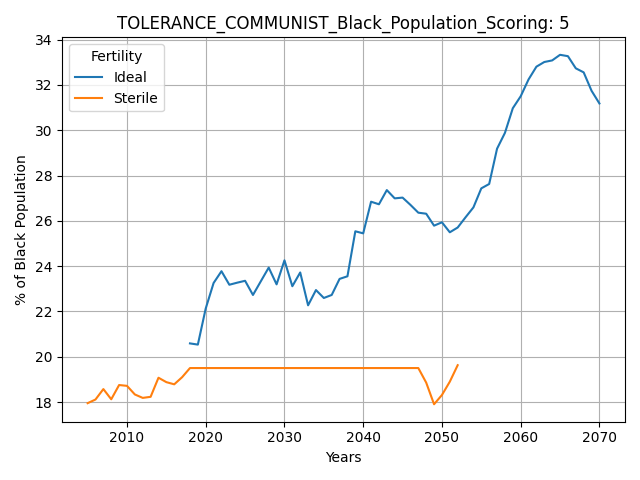 TOLERANCE_COMMUNIST_Black_Population_Scoring: 5
34
32
30
28
26
24
22
20
18
% of Black Population
Fertility
Ideal
Sterile
2010 2020 2030 2040 2050 2060 2070
Years